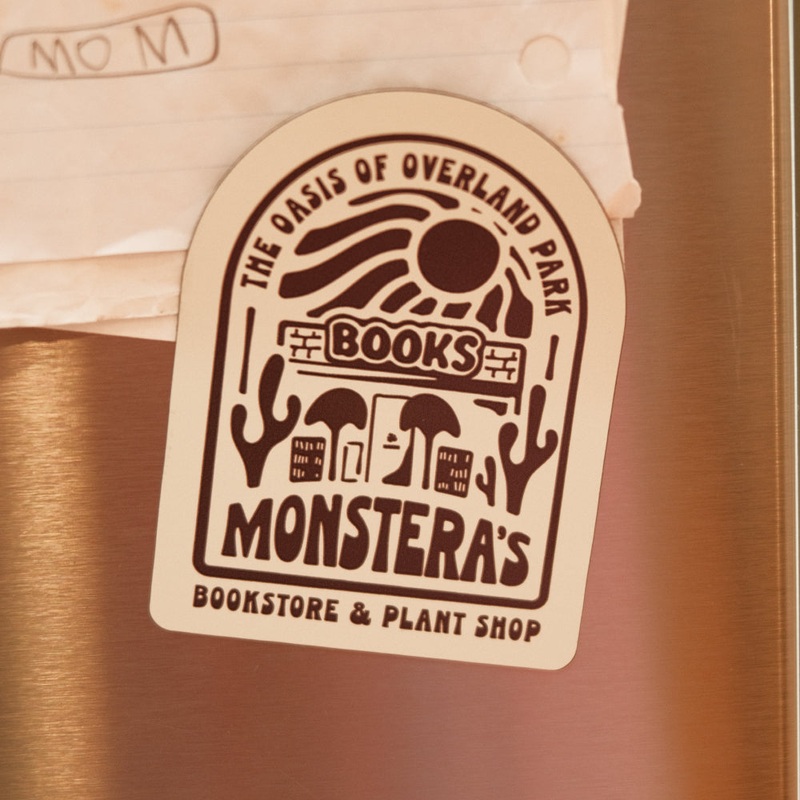 MOM
THE OASIS OF OVERLAND PARK
BOOKS
MONSTERA'S
BOOKSTORE & PLANT SHOP